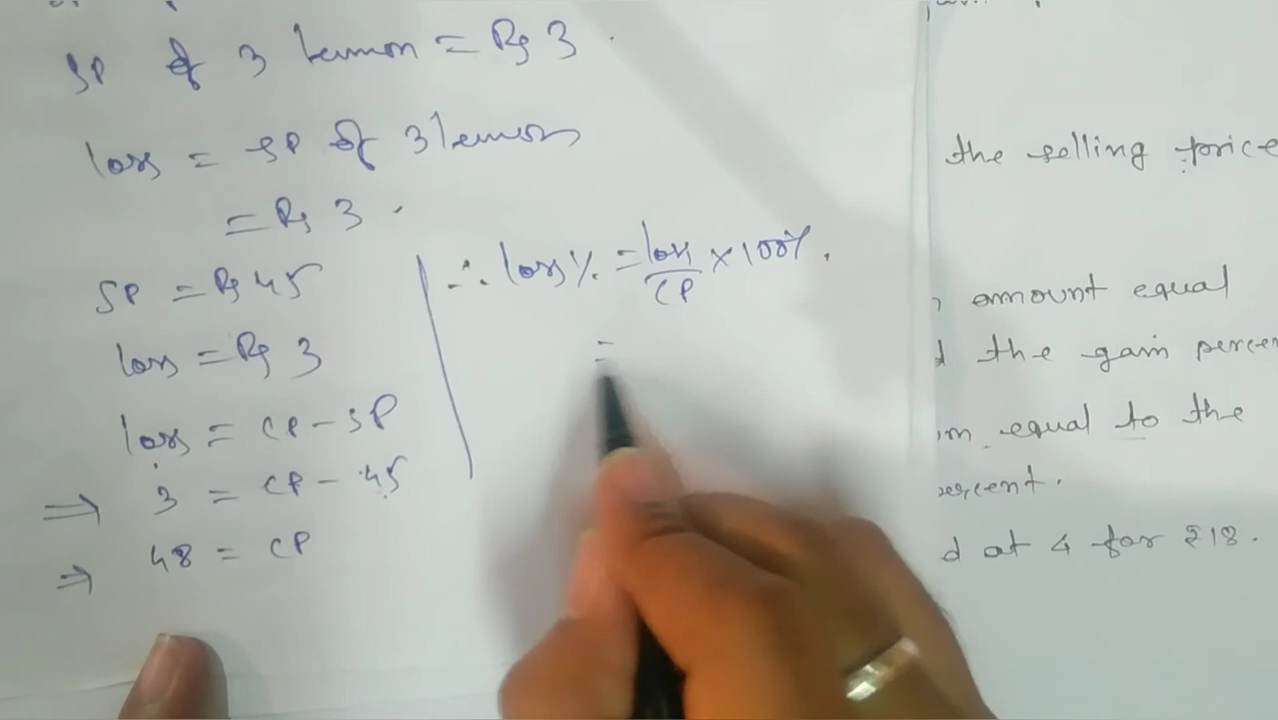 SP of 3 lemon = Rs 3.
loss = SP of 3 lemon
= Rs 3.
SP = Rs 45
loss = Rs 3
loss = CP - SP
⇒ 3 = CP - 45
⇒ 48 = CP
∴ loss % = loss/CP × 100%.
=
the selling price
amount equal
the gain percen
equal to the
percent.
d at 4 for ₹18.